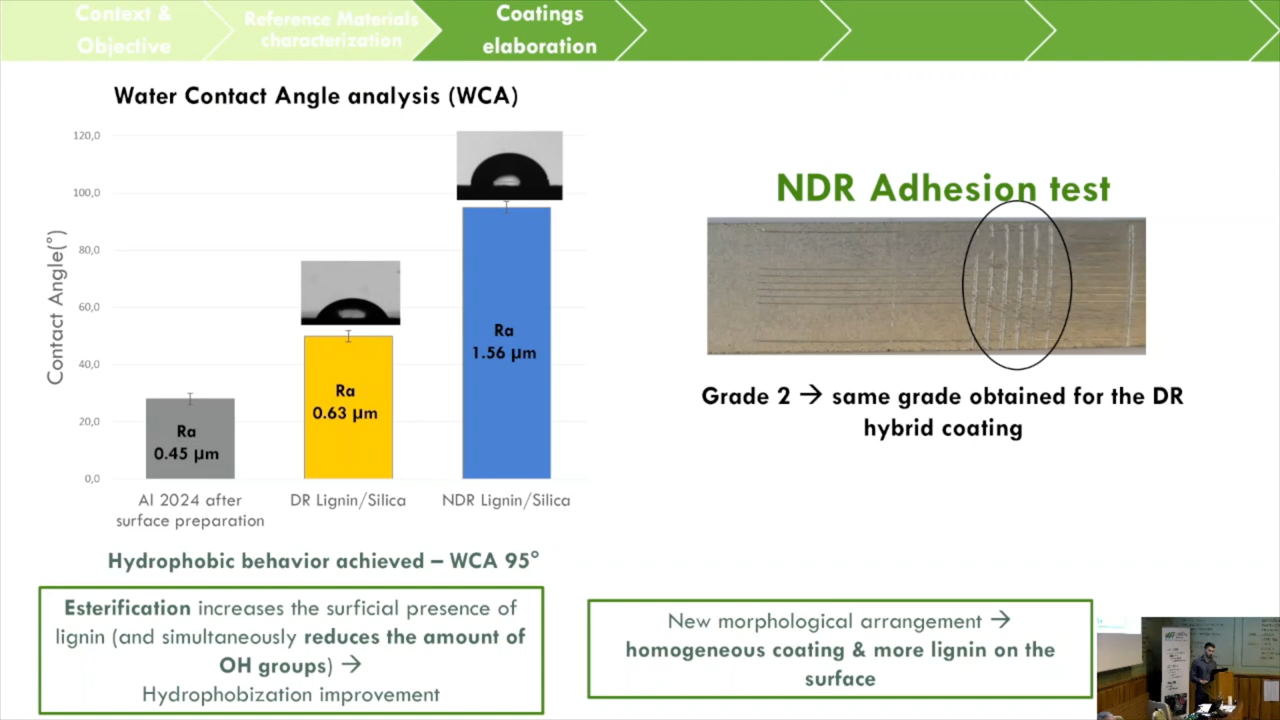 Context &
Objective
Reference Materials
characterization
Coatings
elaboration
Water Contact Angle analysis (WCA)
Contact Angle(°)
120,0
100,0
80,0
60,0
40,0
20,0
0,0
Ra
0.45 µm
Ra
0.63 µm
Ra
1.56 µm
Al 2024 after
surface preparation
DR Lignin/Silica
NDR Lignin/Silica
Hydrophobic behavior achieved – WCA 95°
Esterification increases the surficial presence of
lignin (and simultaneously reduces the amount of
OH groups) →
Hydrophobization improvement
NDR Adhesion test
Grade 2 → same grade obtained for the DR
hybrid coating
New morphological arrangement →
homogeneous coating & more lignin on the
surface